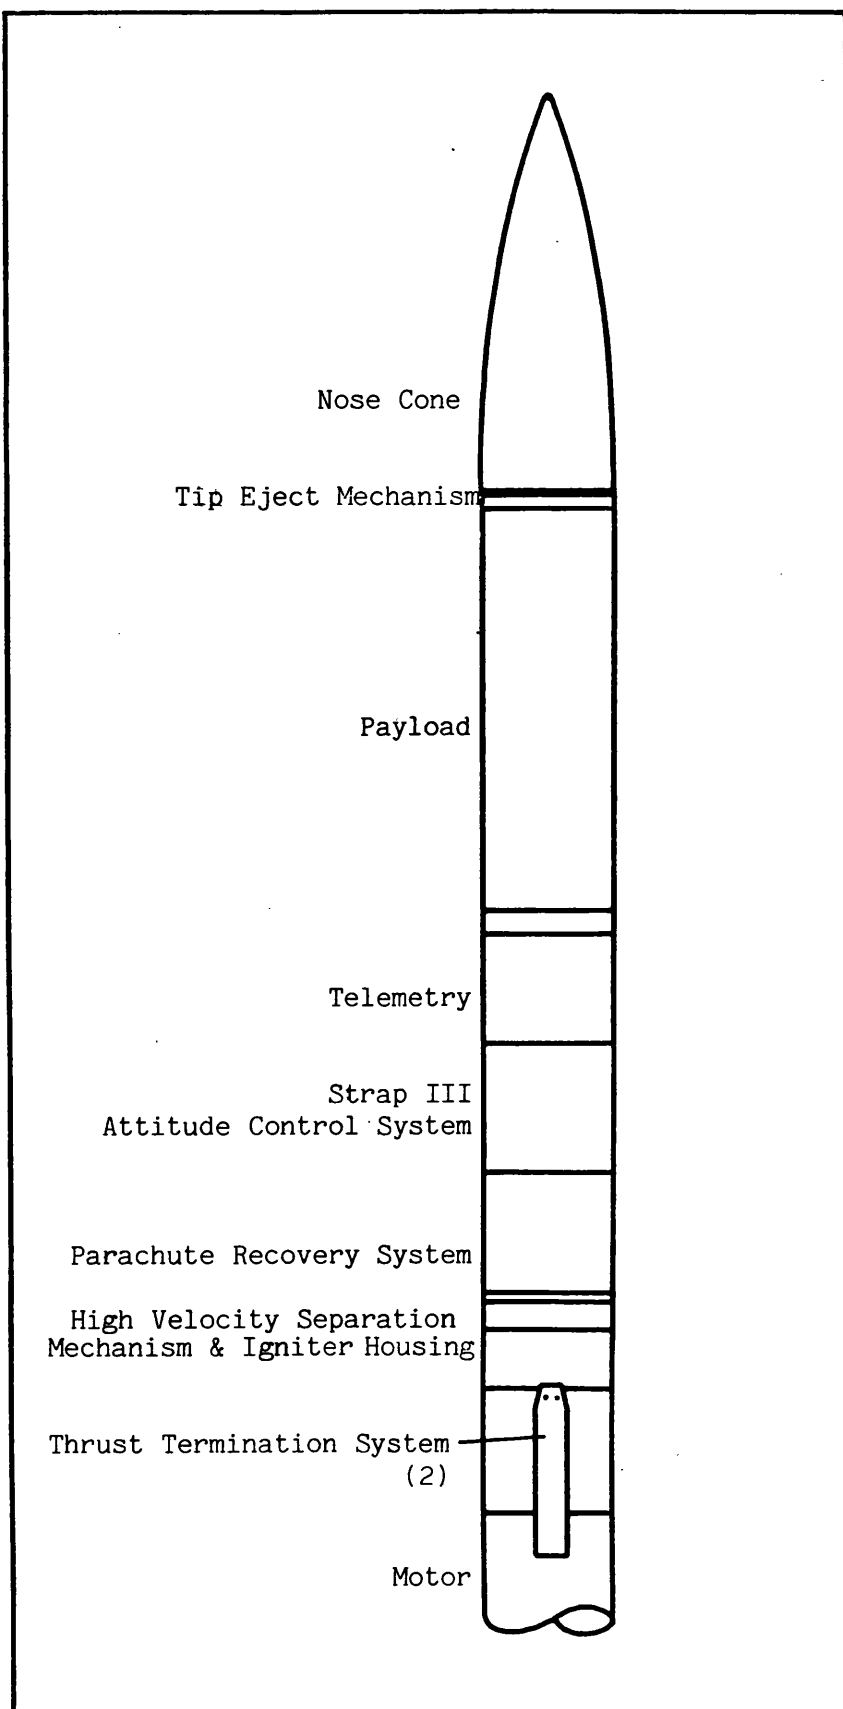 Nose Cone
Tip Eject Mechanism
Payload
Telemetry
Strap III
Attitude Control System
Parachute Recovery System
High Velocity Separation
Mechanism & Igniter Housing
Thrust Termination System
(2)
Motor